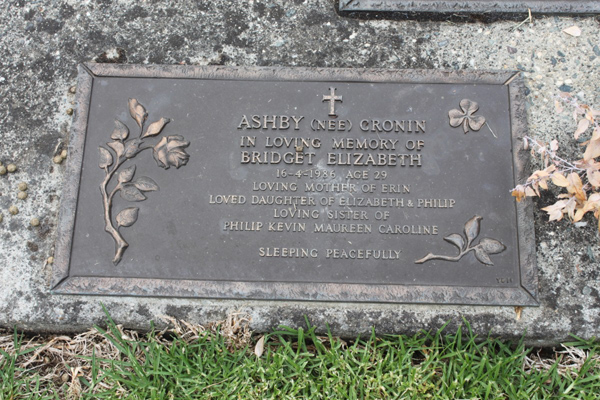 ASHBY (NEÉ) CRONIN
IN LOVING MEMORY OF
BRIDGET ELIZABETH
16-4-1986 AGE 29
LOVING MOTHER OF ERIN
LOVED DAUGHTER OF ELIZABETH & PHILIP
LOVING SISTER OF
PHILIP KEVIN MAUREEN CAROLINE
SLEEPING PEACEFULLY